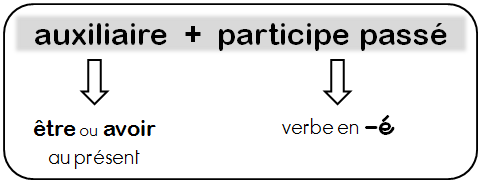 auxiliaire + participe passé
être ou avoir
au présent
verbe en –é